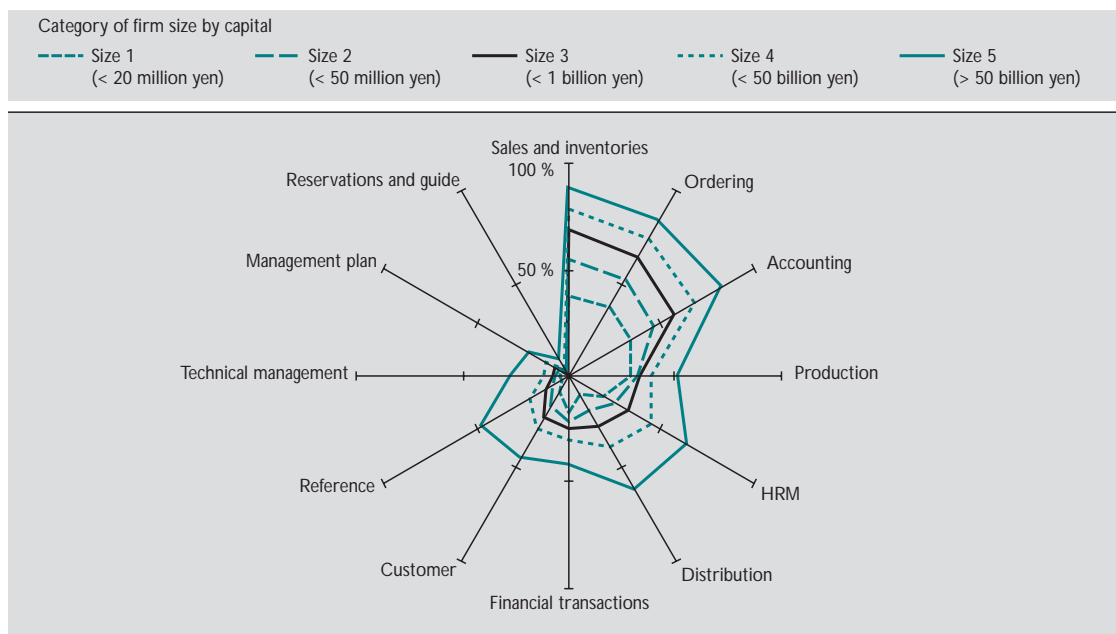 Category of firm size by capital
Size 1
(< 20 million yen)
Size 2
(< 50 million yen)
Size 3
(< 1 billion yen)
Size 4
(< 50 billion yen)
Size 5
(> 50 billion yen)
Sales and inventories
100 %
Reservations and guide
Ordering
Management plan
Accounting
50 %
Technical management
Production
Reference
HRM
Customer
Distribution
Financial transactions